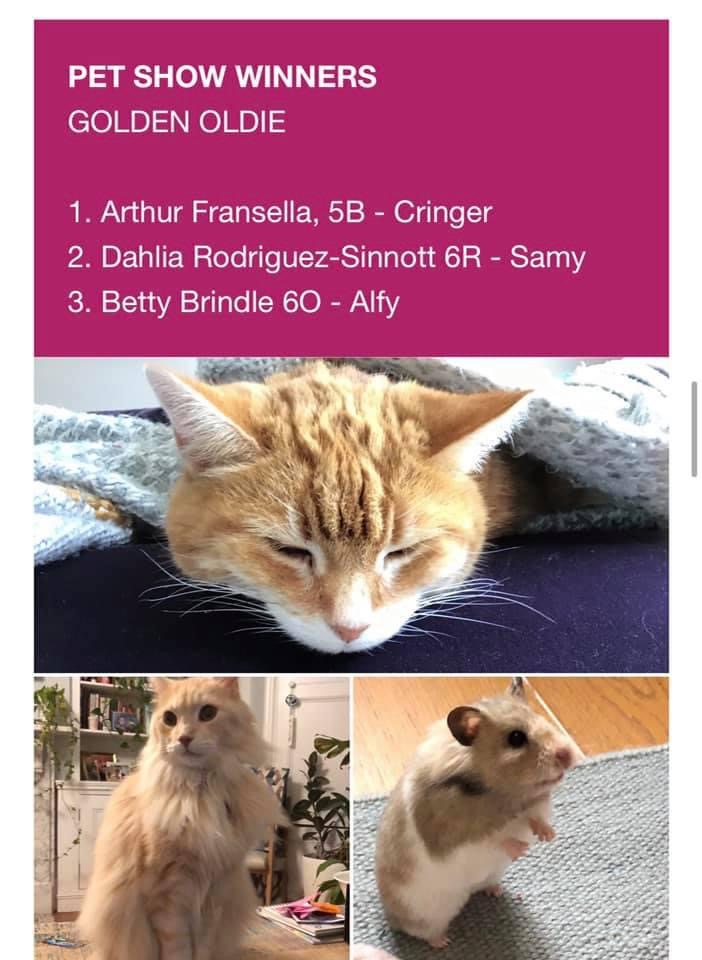 PET SHOW WINNERS
GOLDEN OLDIE
1. Arthur Fransella, 5B - Cringer
2. Dahlia Rodriguez-Sinnott 6R - Samy
3. Betty Brindle 6O - Alfy